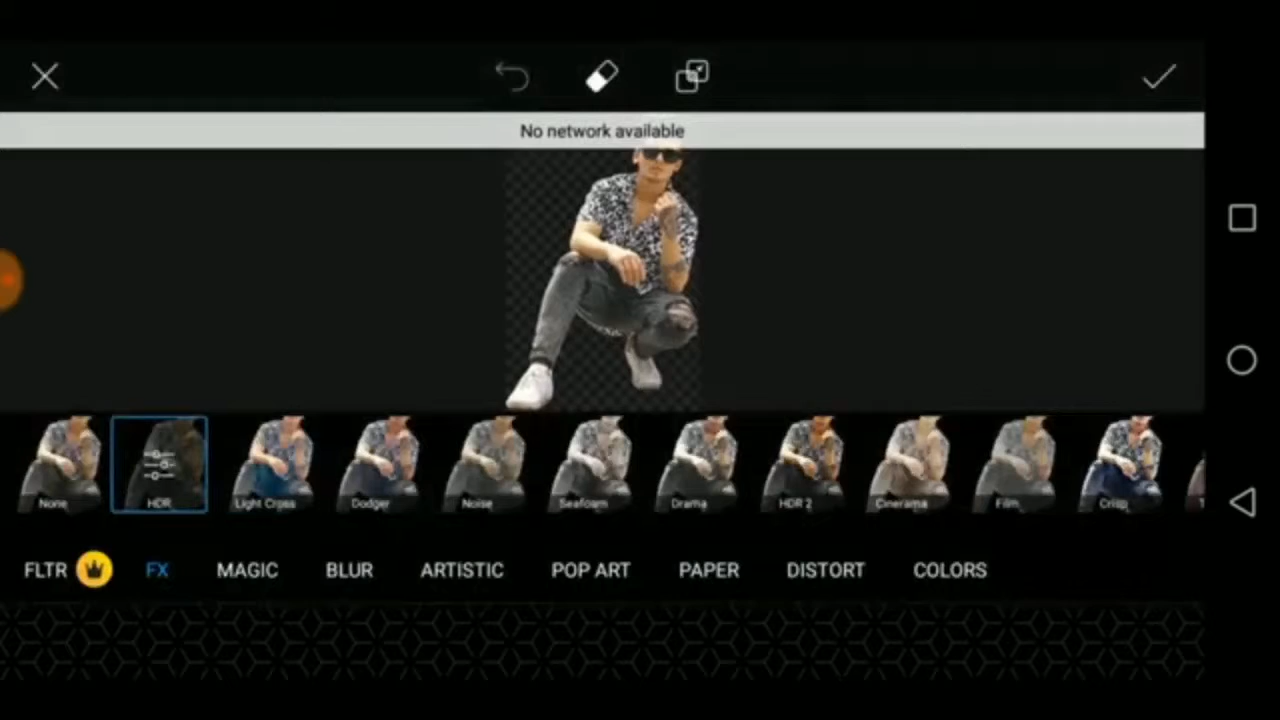 No network available
None HDR Light Cross Dodger Noise Seafoam Drama HDR 2 Cinerama Film Crisp
FLTR FX MAGIC BLUR ARTISTIC POP ART PAPER DISTORT COLORS